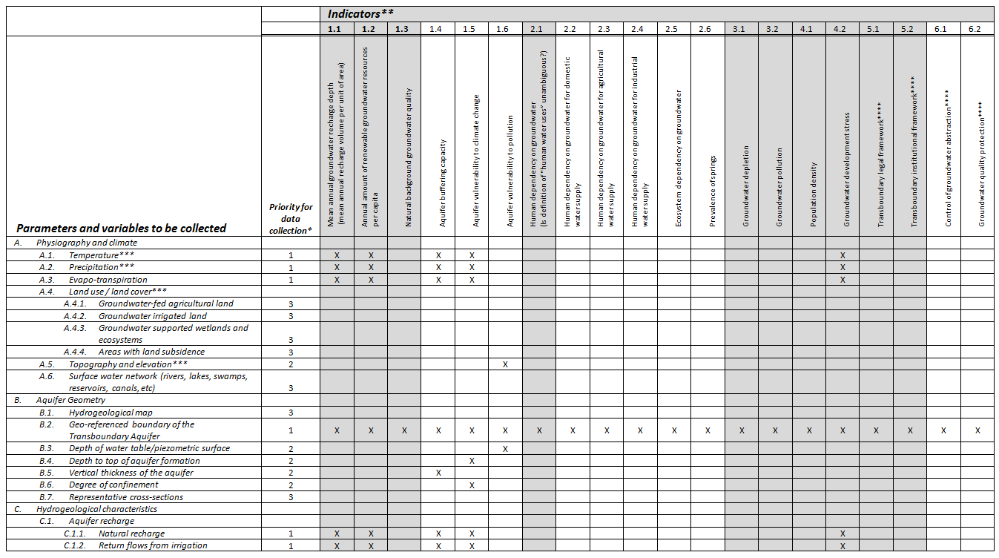 Indicators**
1.1 1.2 1.3 1.4 1.5 1.6 2.1 2.2 2.3 2.4 2.5 2.6 3.1 3.2 4.1 4.2 5.1 5.2 6.1 6.2
Parameters and variables to be collected
Priority for
data
collection*
Mean annual groundwater recharge depth
(mean annual recharge volume per unit of area)
Annual amount of renewable groundwater resources
per capita
Natural background groundwater quality
Aquifer buffering capacity
Aquifer vulnerability to climate change
Aquifer vulnerability to pollution
Human dependency on groundwater
(Is definition of "human water uses" unambiguous?)
Human dependency on groundwater for domestic
water supply
Human dependency on groundwater for agricultural
water supply
Human dependency on groundwater for industrial
water supply
Ecosystem dependency on groundwater
Prevalence of springs
Groundwater depletion
Groundwater pollution
Population density
Groundwater development stress
Transboundary legal framework****
Transboundary institutional framework****
Control of groundwater abstraction****
Groundwater quality protection****
A. Physiography and climate
A.1. Temperature*** 1 X X X X X
A.2. Precipitation*** 1 X X X X X
A.3. Evapo-transpiration 1 X X X X X
A.4. Land use / land cover***
A.4.1. Groundwater-fed agricultural land 3
A.4.2. Groundwater irrigated land 3
A.4.3. Groundwater supported wetlands and
ecosystems 3
A.4.4. Areas with land subsidence 3
A.5. Topography and elevation*** 2 X
A.6. Surface water network (rivers, lakes, swamps,
reservoirs, canals, etc) 3
B. Aquifer Geometry
B.1. Hydrogeological map 3
B.2. Geo-referenced boundary of the
Transboundary Aquifer 1 X X X X X X X X X X X X X X X X X X X X
B.3. Depth of water table/piezometric surface 2 X
B.4. Depth to top of aquifer formation 2 X
B.5. Vertical thickness of the aquifer 2 X
B.6. Degree of confinement 2 X
B.7. Representative cross-sections 3
C. Hydrogeological characteristics
C.1. Aquifer recharge
C.1.1. Natural recharge 1 X X X X X
C.1.2. Return flows from irrigation 1 X X X X X